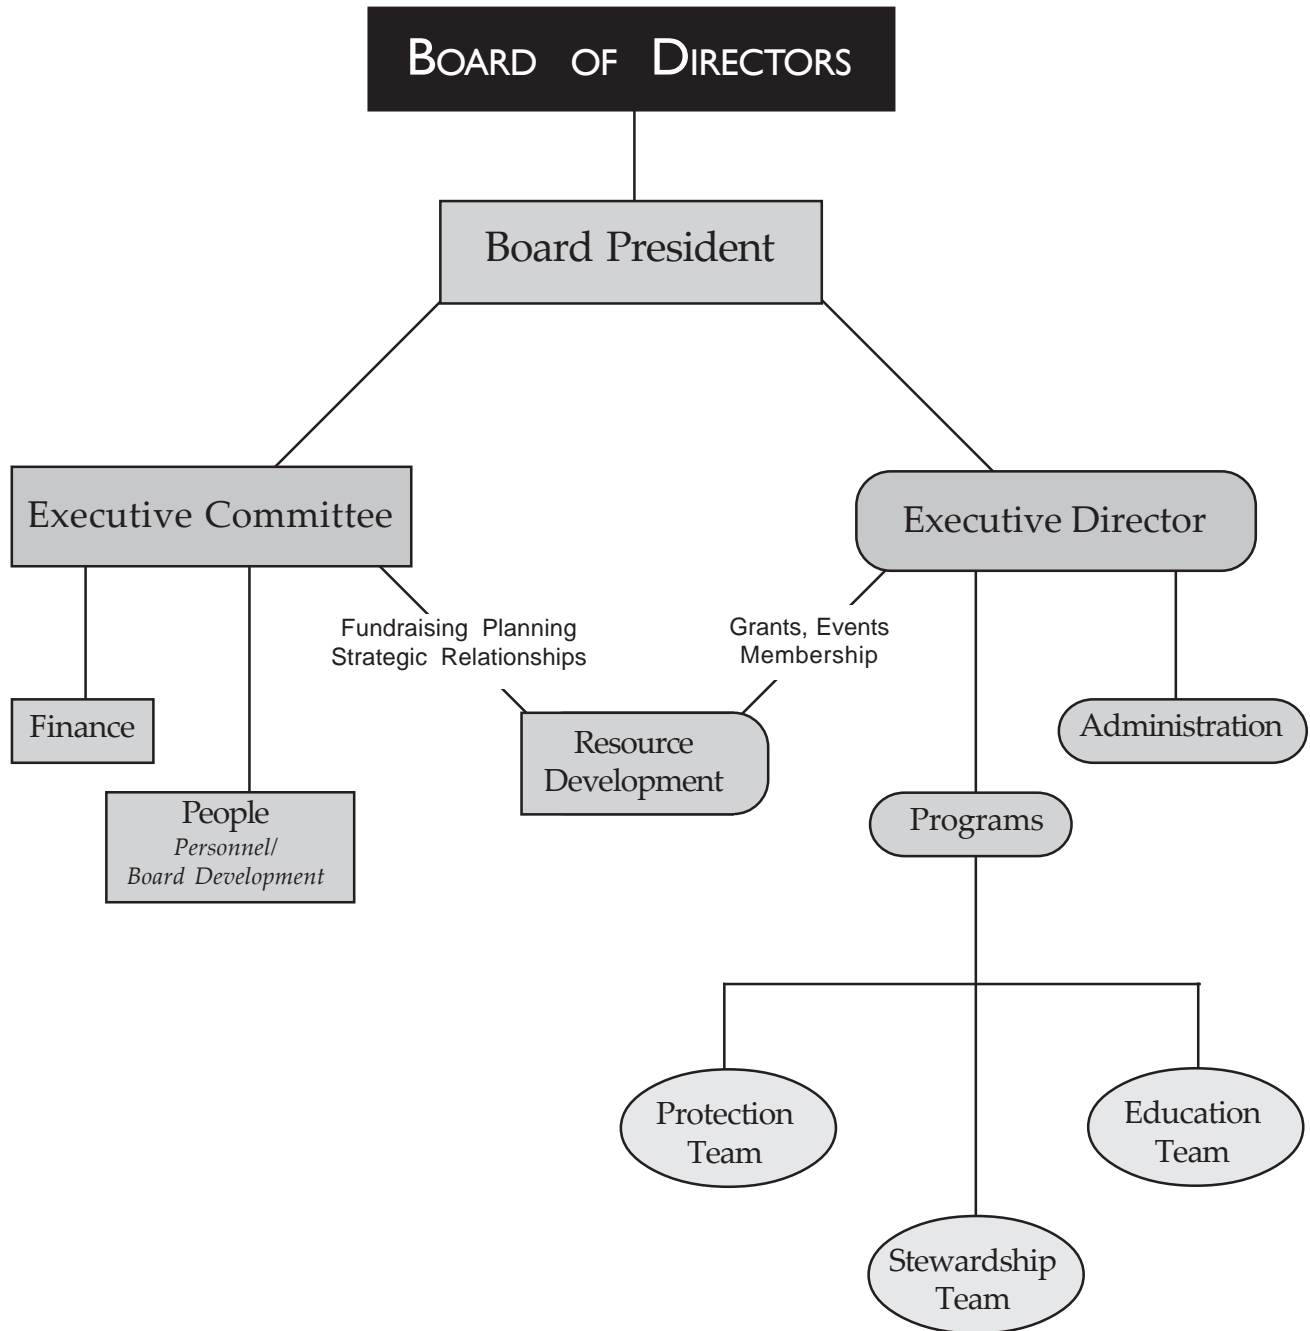 BOARD OF DIRECTORS
Board President
Executive Committee
Executive Director
Fundraising Planning
Strategic Relationships
Grants, Events
Membership
Finance
Resource
Development
Administration
People
Personnel/
Board Development
Programs
Protection
Team
Education
Team
Stewardship
Team